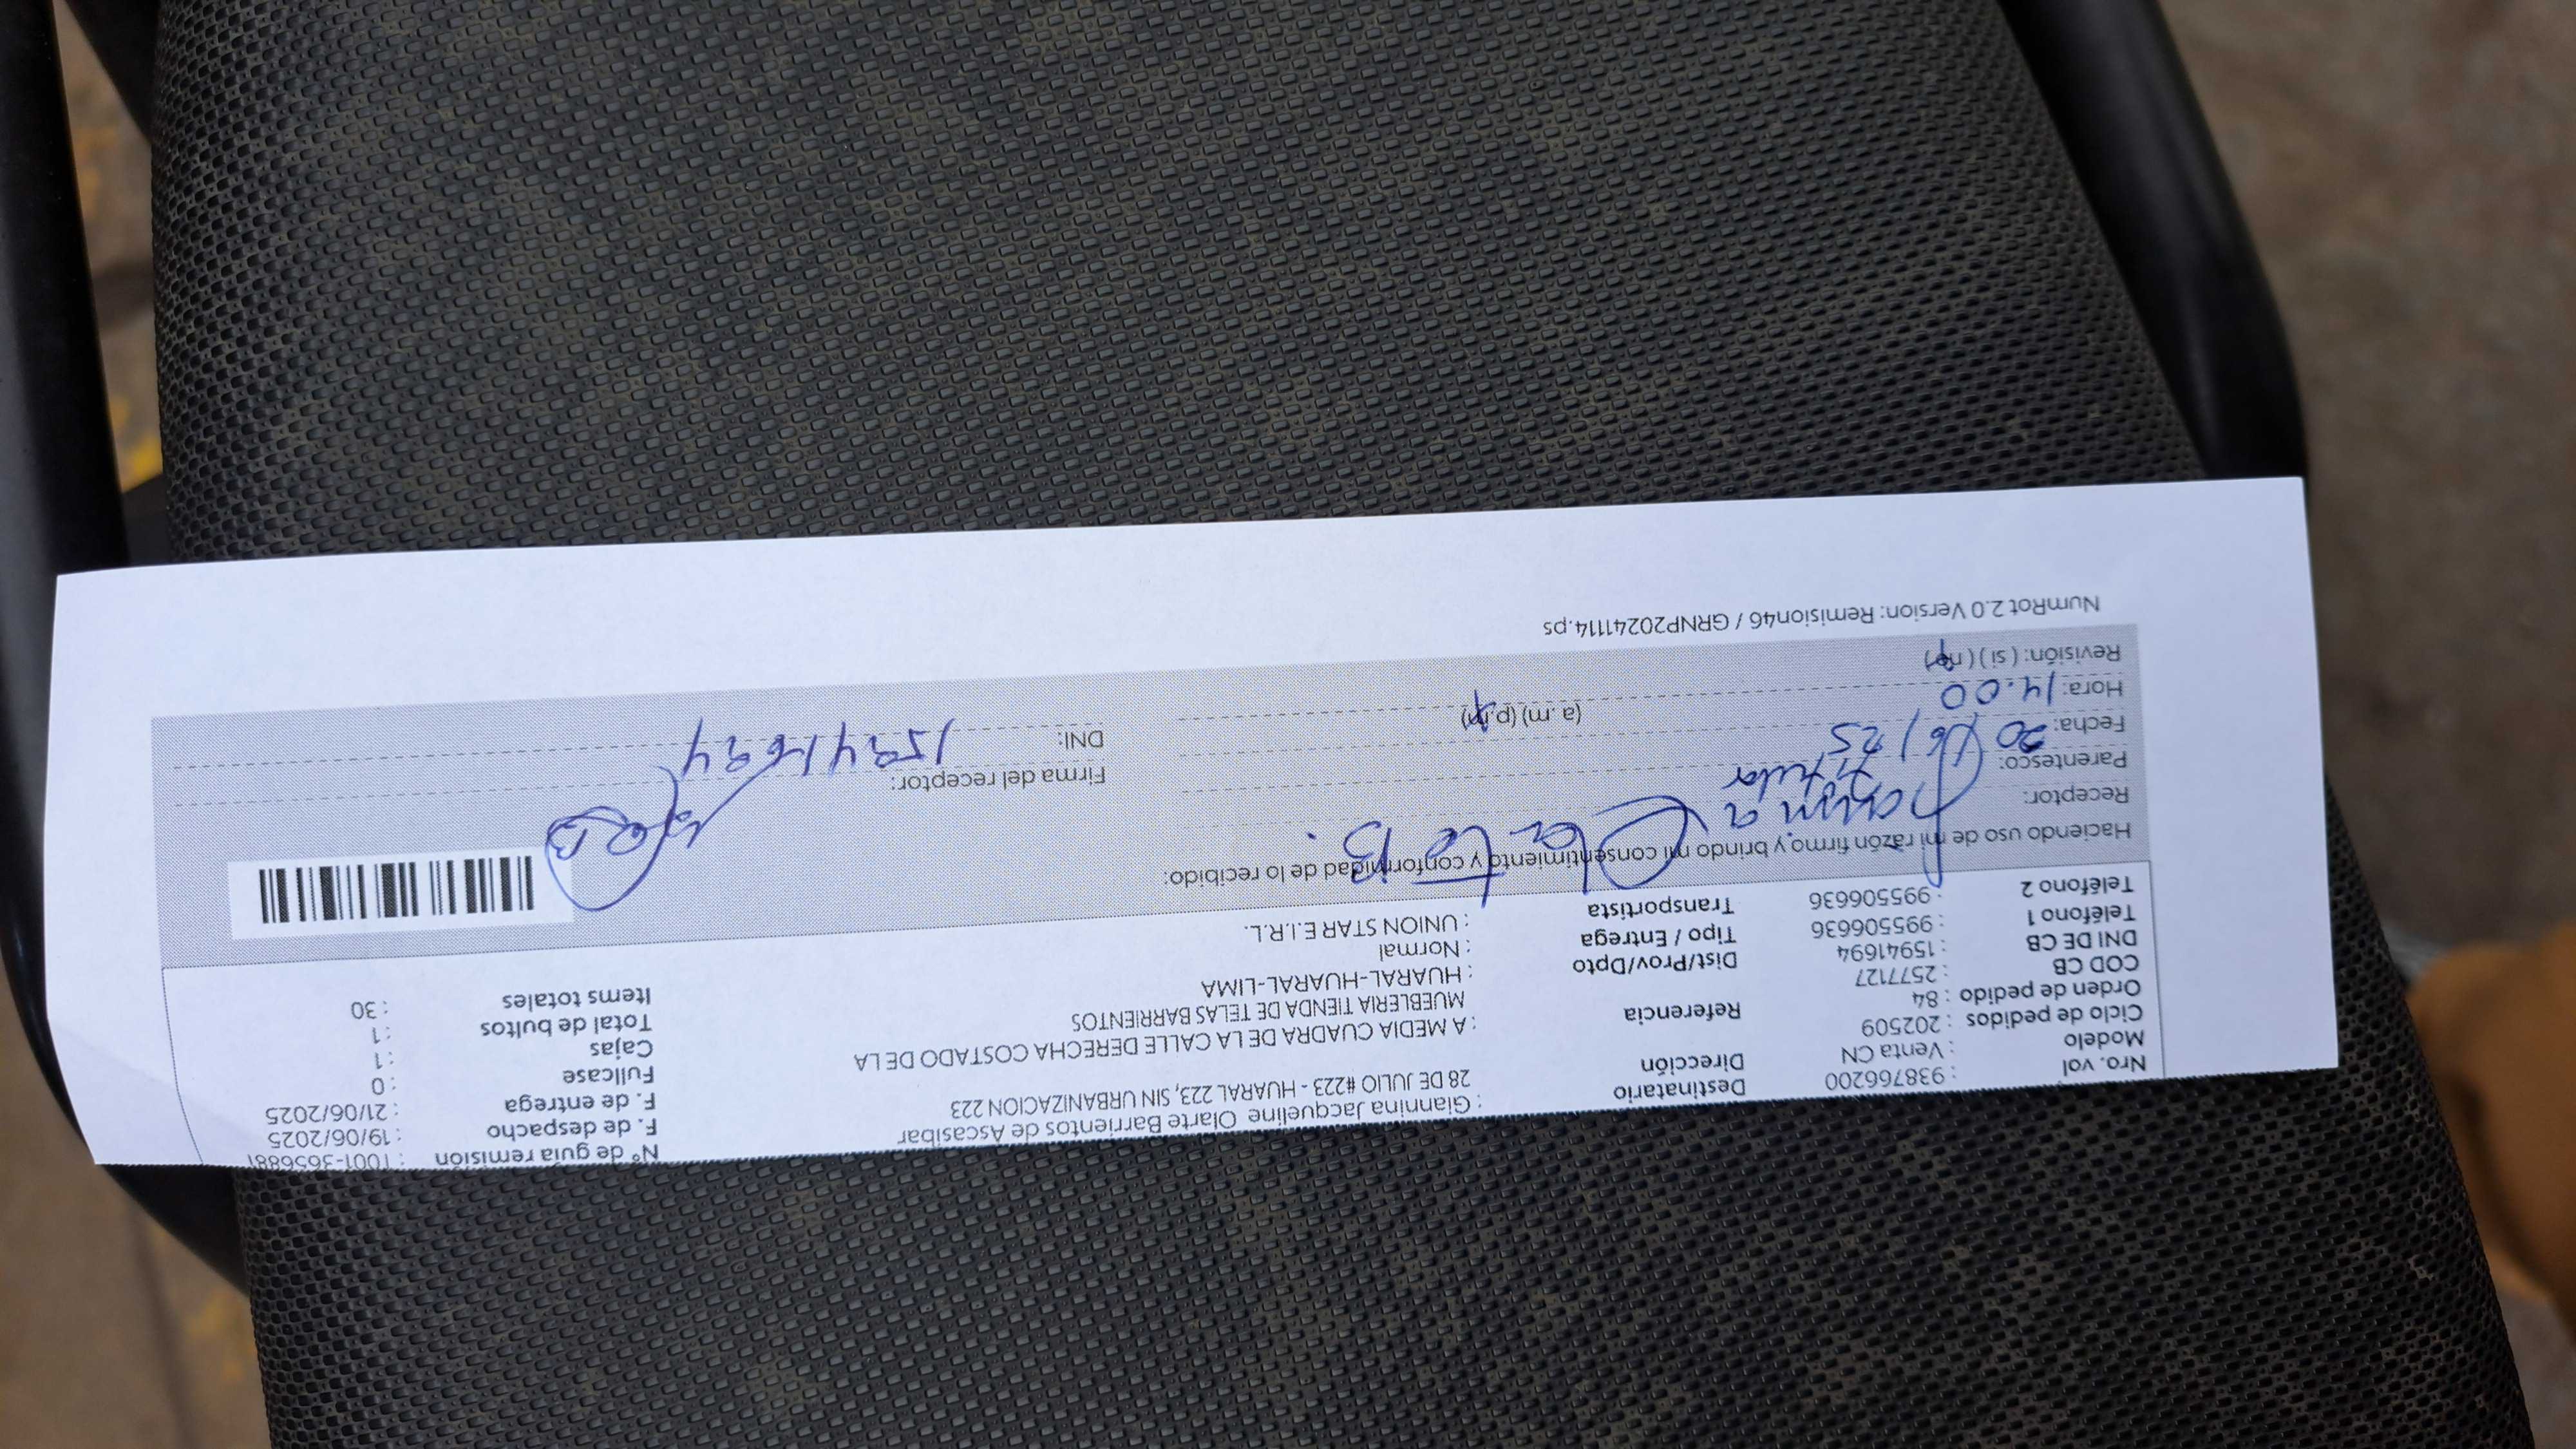 Nro. vol : 938766200
Modelo : Venta CN
Ciclo de pedidos : 202509
Orden de pedido : 84
COD CB : 2577127
DNI DE CB : 15941694
Teléfono 1 : 995506636
Teléfono 2 : 995506636
Destinatario : Giannina Jacqueline Olarte Barrientos de Ascasibar
Dirección 28 DE JULIO #223 - HUARAL 223, SIN URBANIZACION 223
Referencia : A MEDIA CUADRA DE LA CALLE DERECHA COSTADO DE LA
MUEBLERIA TIENDA DE TELAS BARRIENTOS
Dist/Prov/Dpto : HUARAL-HUARAL-LIMA
Tipo / Entrega : Normal
Transportista : UNION STAR E.I.R.L.
N° de guia remisión : T001-3656881
F. de despacho : 19/06/2025
F. de entrega : 21/06/2025
Fullcase : 0
Cajas : 1
Total de bultos : 1
Items totales : 30
Haciendo uso de mi razón firmo y brindo mi consentimiento y conformidad de lo recibido:
Receptor:
Parentesco: Titular
Fecha: 20/06/25
Hora: 14.00 (a. m) (p.m)
Revisión: ( si ) ( no )
Firma del receptor:
DNI: 15941694
NumRot 2.0 Version: Remision46 / GRNP20241114.ps